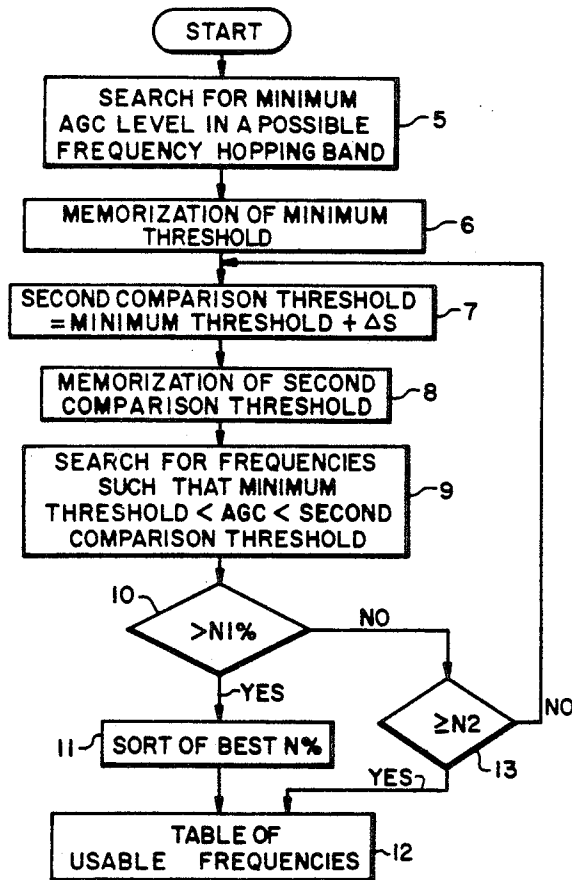 START
SEARCH FOR MINIMUM
AGC LEVEL IN A POSSIBLE
FREQUENCY HOPPING BAND
5
MEMORIZATION OF MINIMUM
THRESHOLD
6
SECOND COMPARISON THRESHOLD
=MINIMUM THRESHOLD + ΔS
7
MEMORIZATION OF SECOND
COMPARISON THRESHOLD
8
SEARCH FOR FREQUENCIES
SUCH THAT MINIMUM
THRESHOLD < AGC < SECOND
COMPARISON THRESHOLD
9
10
>N1%
NO
YES
≥N2
NO
13
YES
11
SORT OF BEST N%
TABLE OF
USABLE FREQUENCIES
12